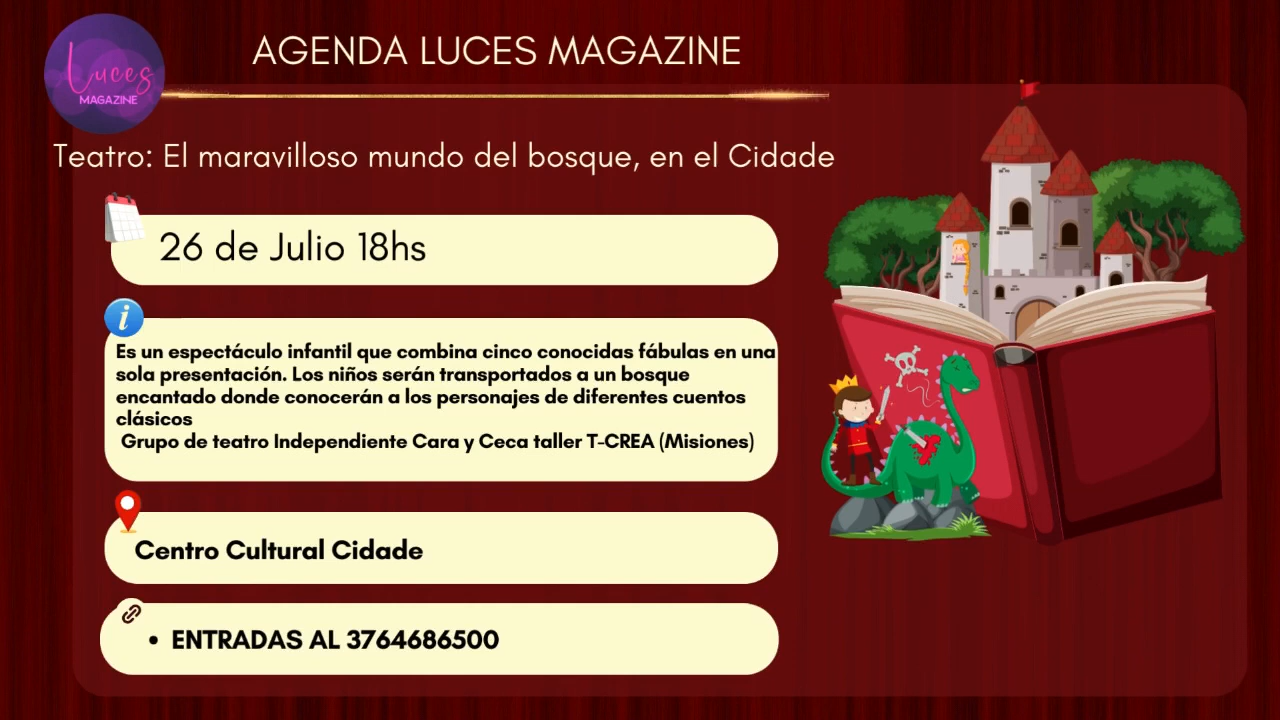 Luces
MAGAZINE
AGENDA LUCES MAGAZINE
Teatro: El maravilloso mundo del bosque, en el Cidade
26 de Julio 18hs
i
Es un espectáculo infantil que combina cinco conocidas fábulas en una
sola presentación. Los niños serán transportados a un bosque
encantado donde conocerán a los personajes de diferentes cuentos
clásicos
Grupo de teatro Independiente Cara y Ceca taller T-CREA (Misiones)
Centro Cultural Cidade
• ENTRADAS AL 3764686500